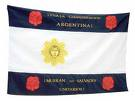 ¡VIVA LA CONFEDERACION
ARGENTINA!
¡MUERAN LOS SALVAJES
UNITARIOS!